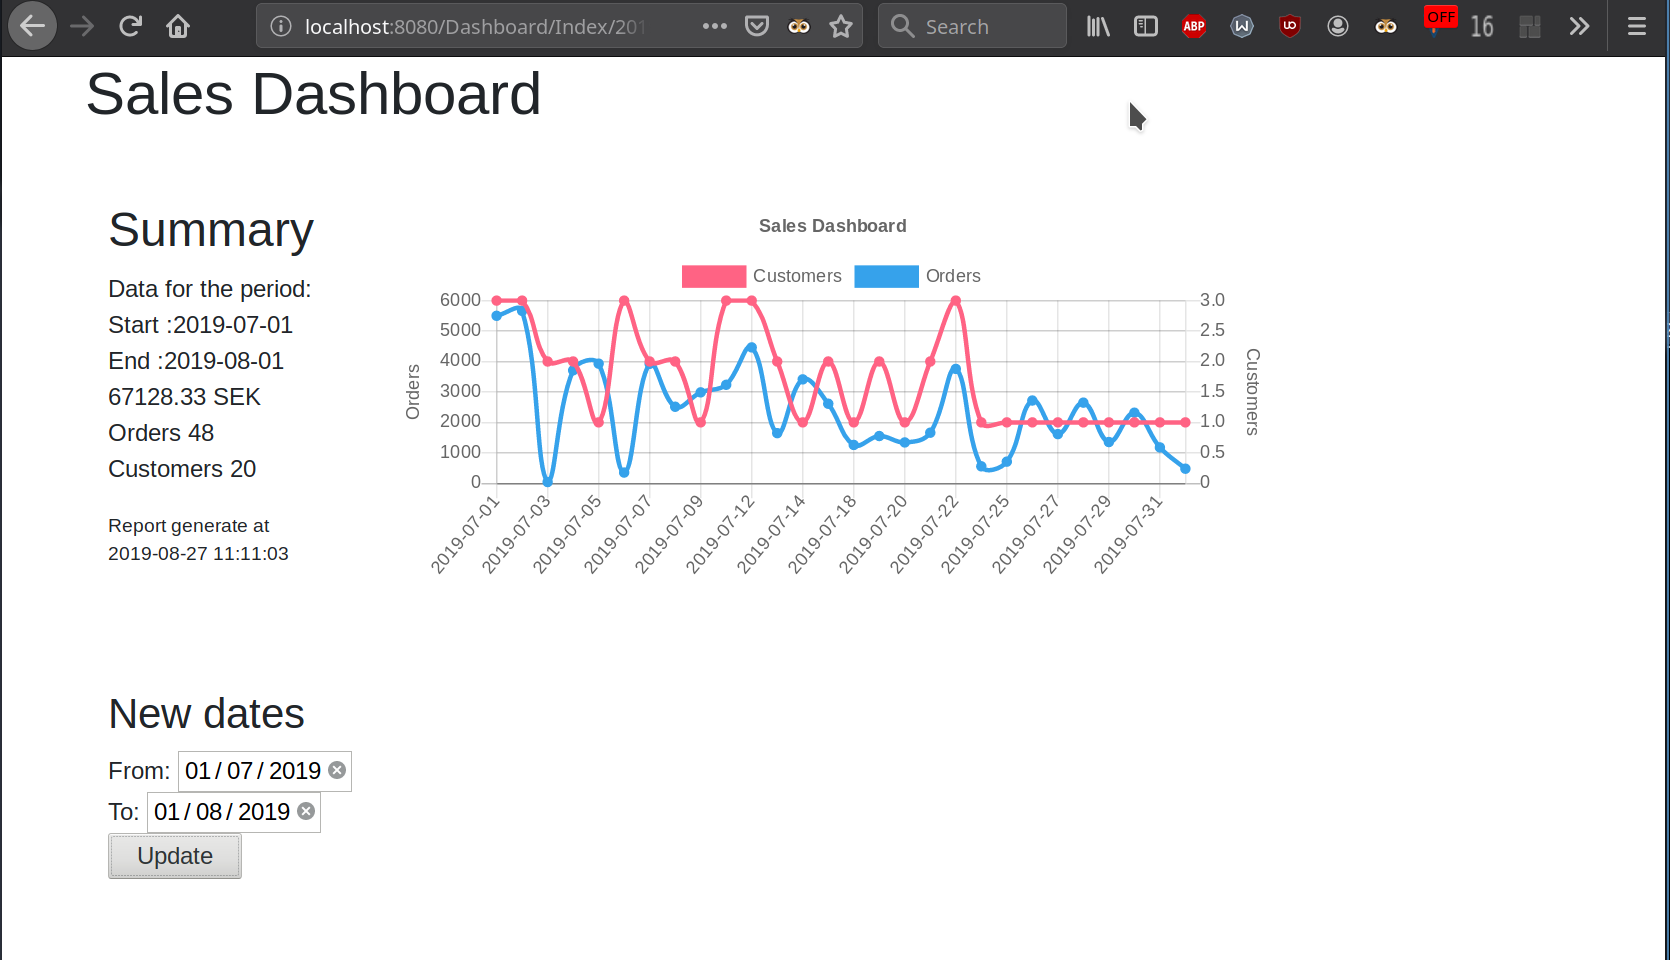 localhost:8080/Dashboard/Index/201
Search
ABP
OFF
16
Sales Dashboard
Summary
Data for the period:
Start :2019-07-01
End :2019-08-01
67128.33 SEK
Orders 48
Customers 20
Report generate at
2019-08-27 11:11:03
Sales Dashboard
Customers
Orders
6000
5000
4000
3000
2000
1000
0
Orders
3.0
2.5
2.0
1.5
1.0
0.5
0
Customers
2019-07-01
2019-07-03
2019-07-05
2019-07-07
2019-07-09
2019-07-12
2019-07-14
2019-07-18
2019-07-20
2019-07-22
2019-07-25
2019-07-27
2019-07-29
2019-07-31
New dates
From: 01/07/2019
To: 01/08/2019
Update